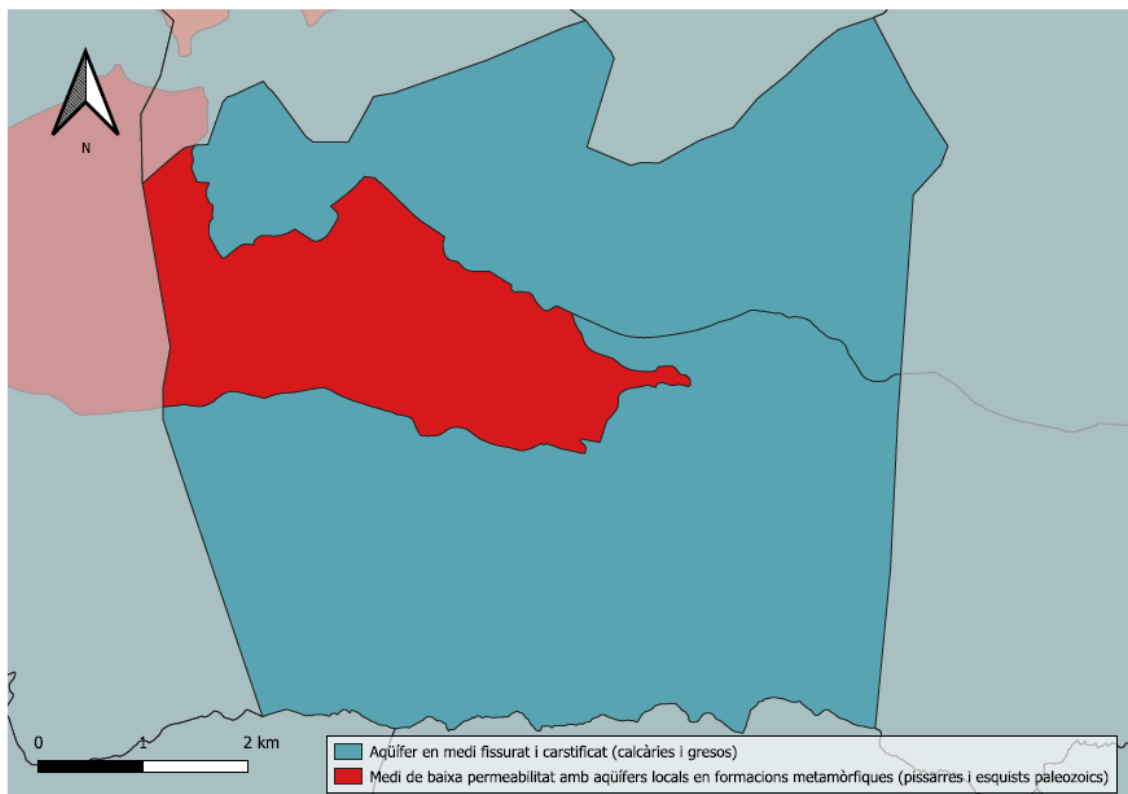 N
0 1 2 km
Aqüífer en medi fissurat i carstificat (calcàries i gresos)
Medi de baixa permeabilitat amb aqüífers locals en formacions metamòrfiques (pissarres i esquists paleozoics)